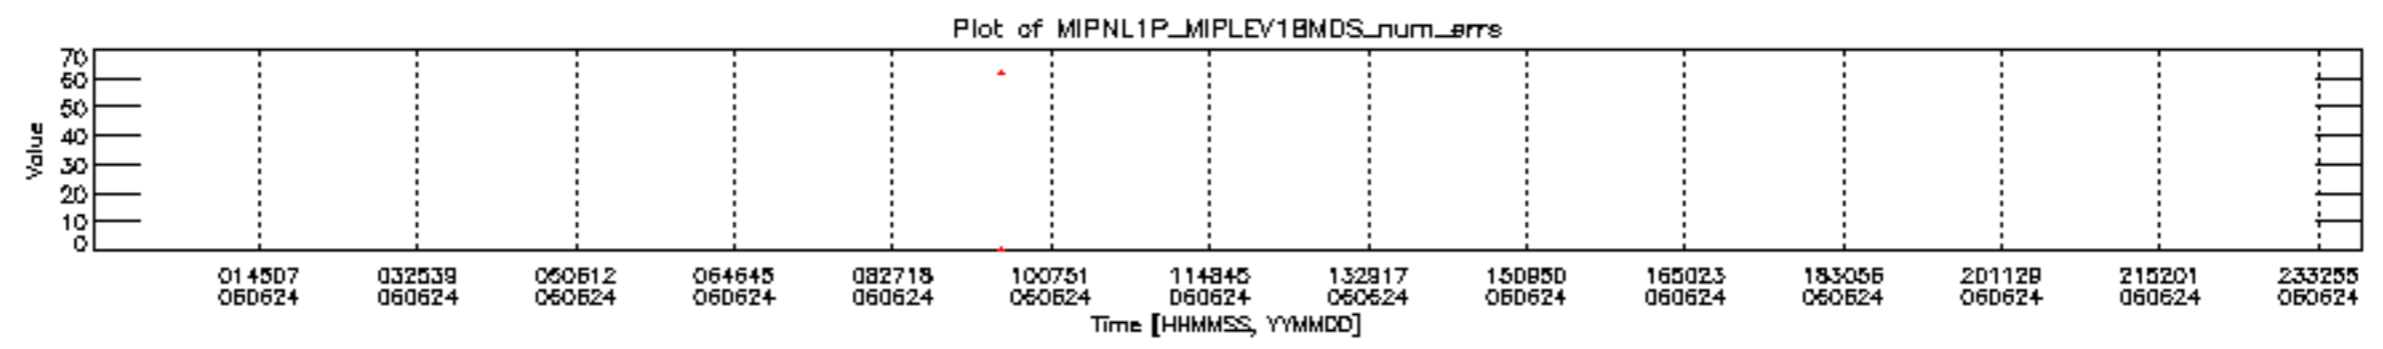 Plot of MIPNL1P_MIPLEV1BMDS_num_errs
70
60
50
40
30
20
10
0
Value
014507 032539 050612 064645 082718 100751 114845 132917 150950 165023 183056 201129 215201 233255
060624 060624 060624 060624 060624 060624 060624 060624 060624 060624 060624 060624 060624 060624
Time [HHMMSS, YYMMDD]